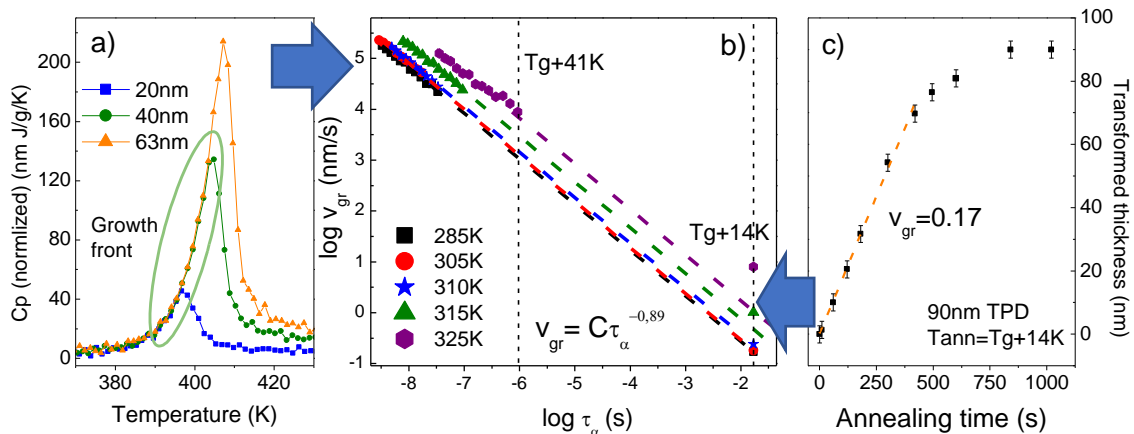 a)
20nm
40nm
63nm
Growth
front
Cp (normlized) (nm J/g/K)
0
40
80
120
160
200
380
400
420
Temperature (K)
b)
Tg+41K
Tg+14K
285K
305K
310K
315K
325K
v_gr = Cτ_α^-0,89
log v_gr (nm/s)
5
4
3
2
1
0
-1
-8
-7
-6
-5
-4
-3
-2
log τ_α (s)
c)
v_gr=0.17
90nm TPD
Tann=Tg+14K
0
250
500
750
1000
Annealing time (s)
100
80
60
40
20
0
Transformed thickness (nm)